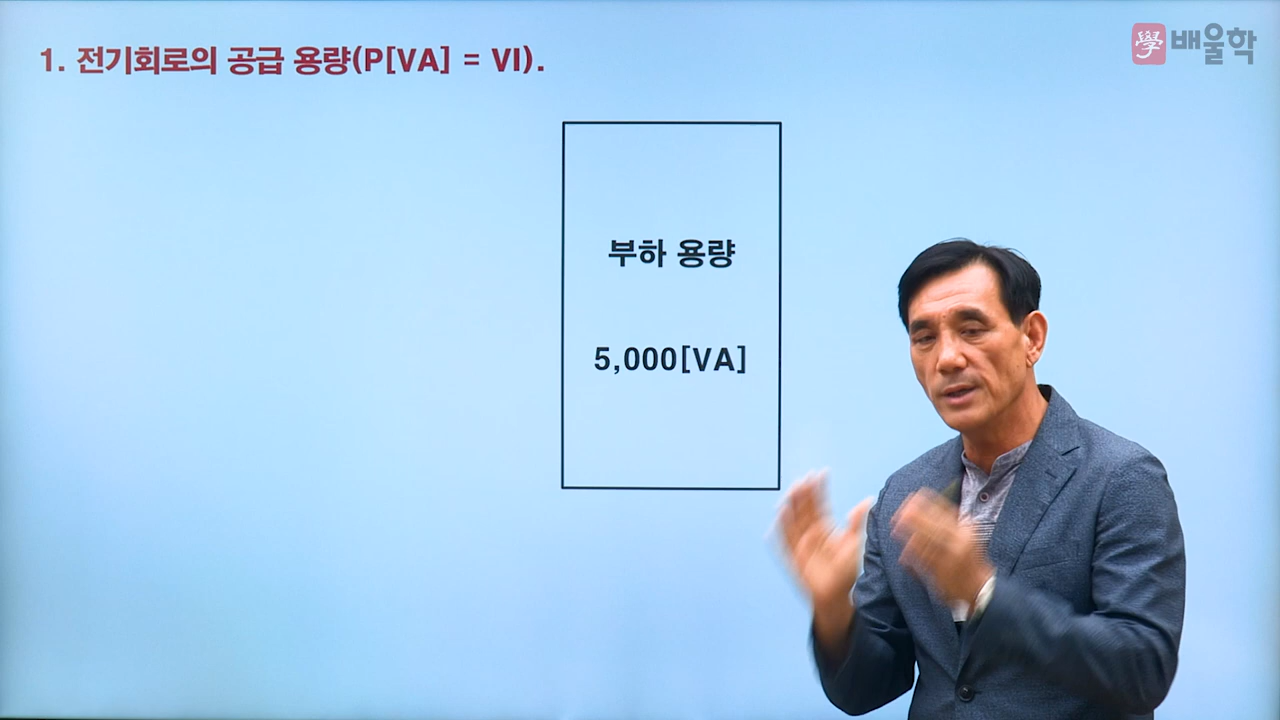 1. 전기회로의 공급 용량(P[VA] = VI).
學 배울학
부하 용량
5,000[VA]